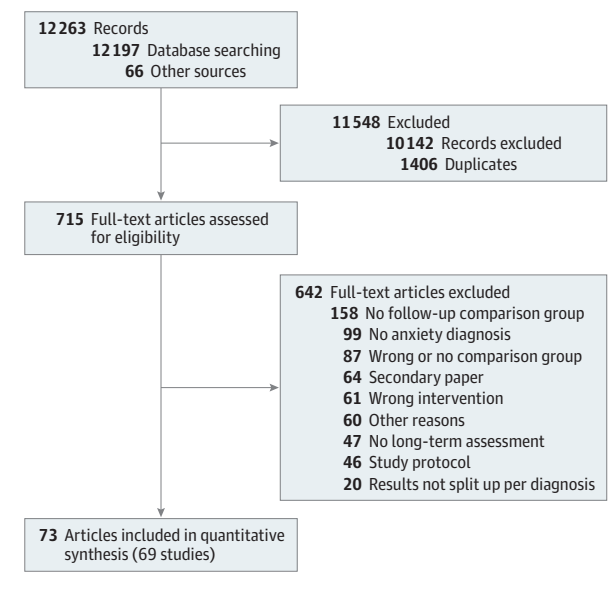 12263 Records
12197 Database searching
66 Other sources
11548 Excluded
10142 Records excluded
1406 Duplicates
715 Full-text articles assessed
for eligibility
642 Full-text articles excluded
158 No follow-up comparison group
99 No anxiety diagnosis
87 Wrong or no comparison group
64 Secondary paper
61 Wrong intervention
60 Other reasons
47 No long-term assessment
46 Study protocol
20 Results not split up per diagnosis
73 Articles included in quantitative
synthesis (69 studies)